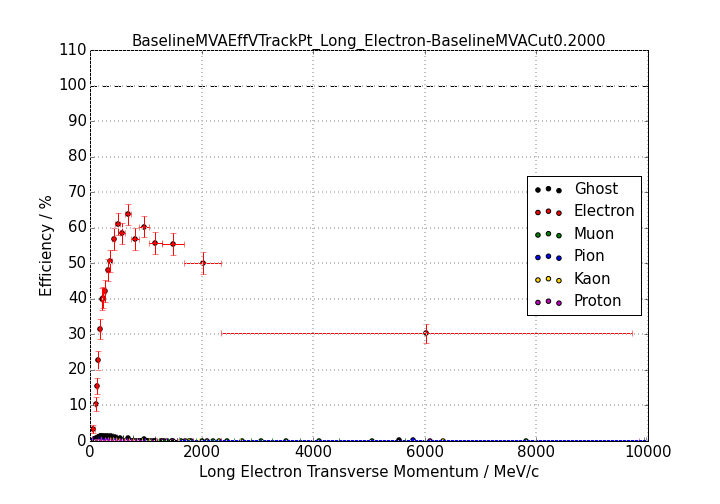 BaselineMVAEffVTrackPt_Long_Electron-BaselineMVACut0.2000
110
100
90
80
70
60
50
40
30
20
10
0
Efficiency / %
Ghost
Electron
Muon
Pion
Kaon
Proton
0 2000 4000 6000 8000 10000
Long Electron Transverse Momentum / MeV/c